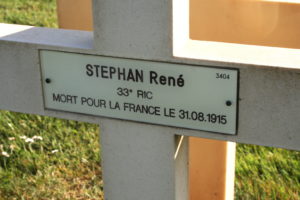 STEPHAN René 3404
33° RIC
MORT POUR LA FRANCE LE 31.08.1915